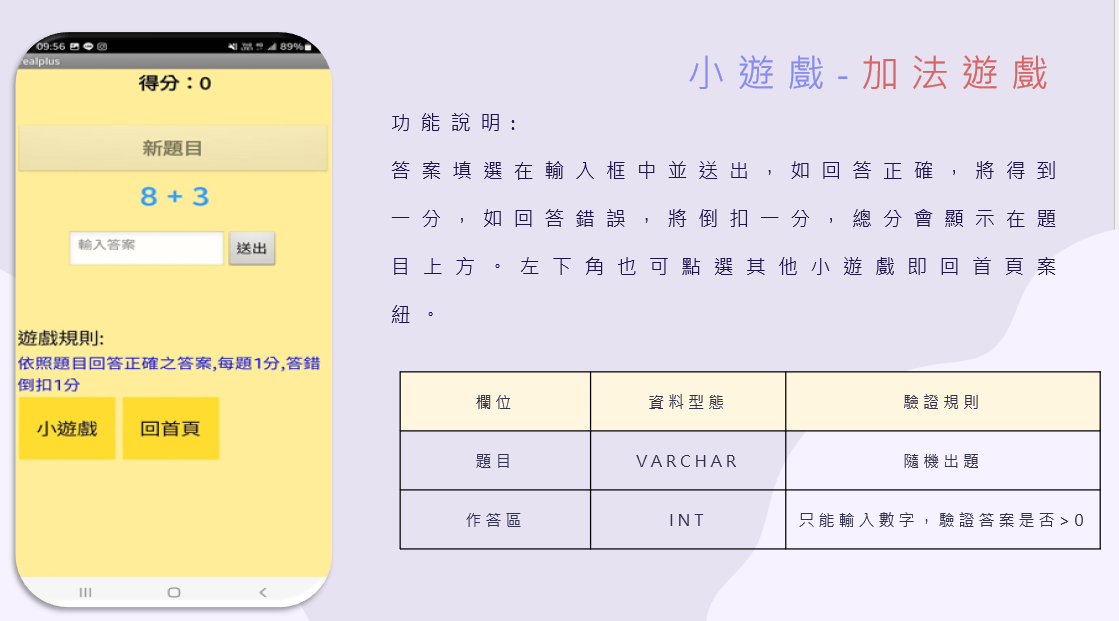 09:56
89%
ealplus
得分：0
新題目
8 + 3
輸入答案
送出
遊戲規則:
依照題目回答正確之答案,每題1分,答錯
倒扣1分
小遊戲
回首頁
小遊戲-加法遊戲
功能說明:
答案填選在輸入框中並送出，如回答正確，將得到
一分，如回答錯誤，將倒扣一分，總分會顯示在題
目上方。左下角也可點選其他小遊戲即回首頁案
紐。
欄位 資料型態 驗證規則
題目 VARCHAR 隨機出題
作答區 INT 只能輸入數字，驗證答案是否>0